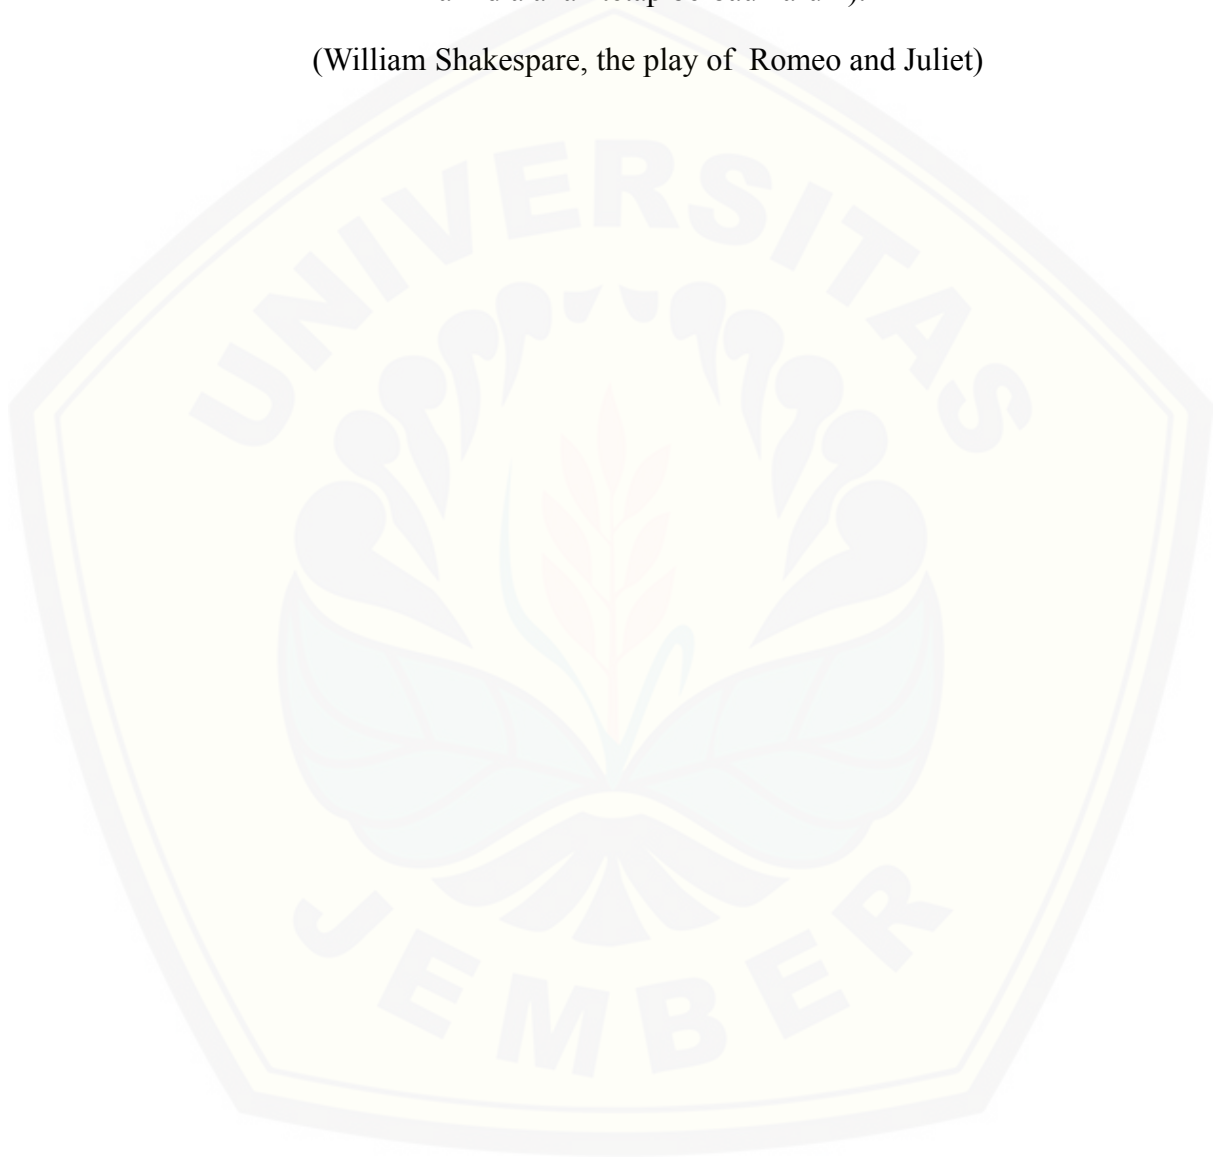 (William Shakespare, the play of Romeo and Juliet)
UNIVERSITAS
JEMBER